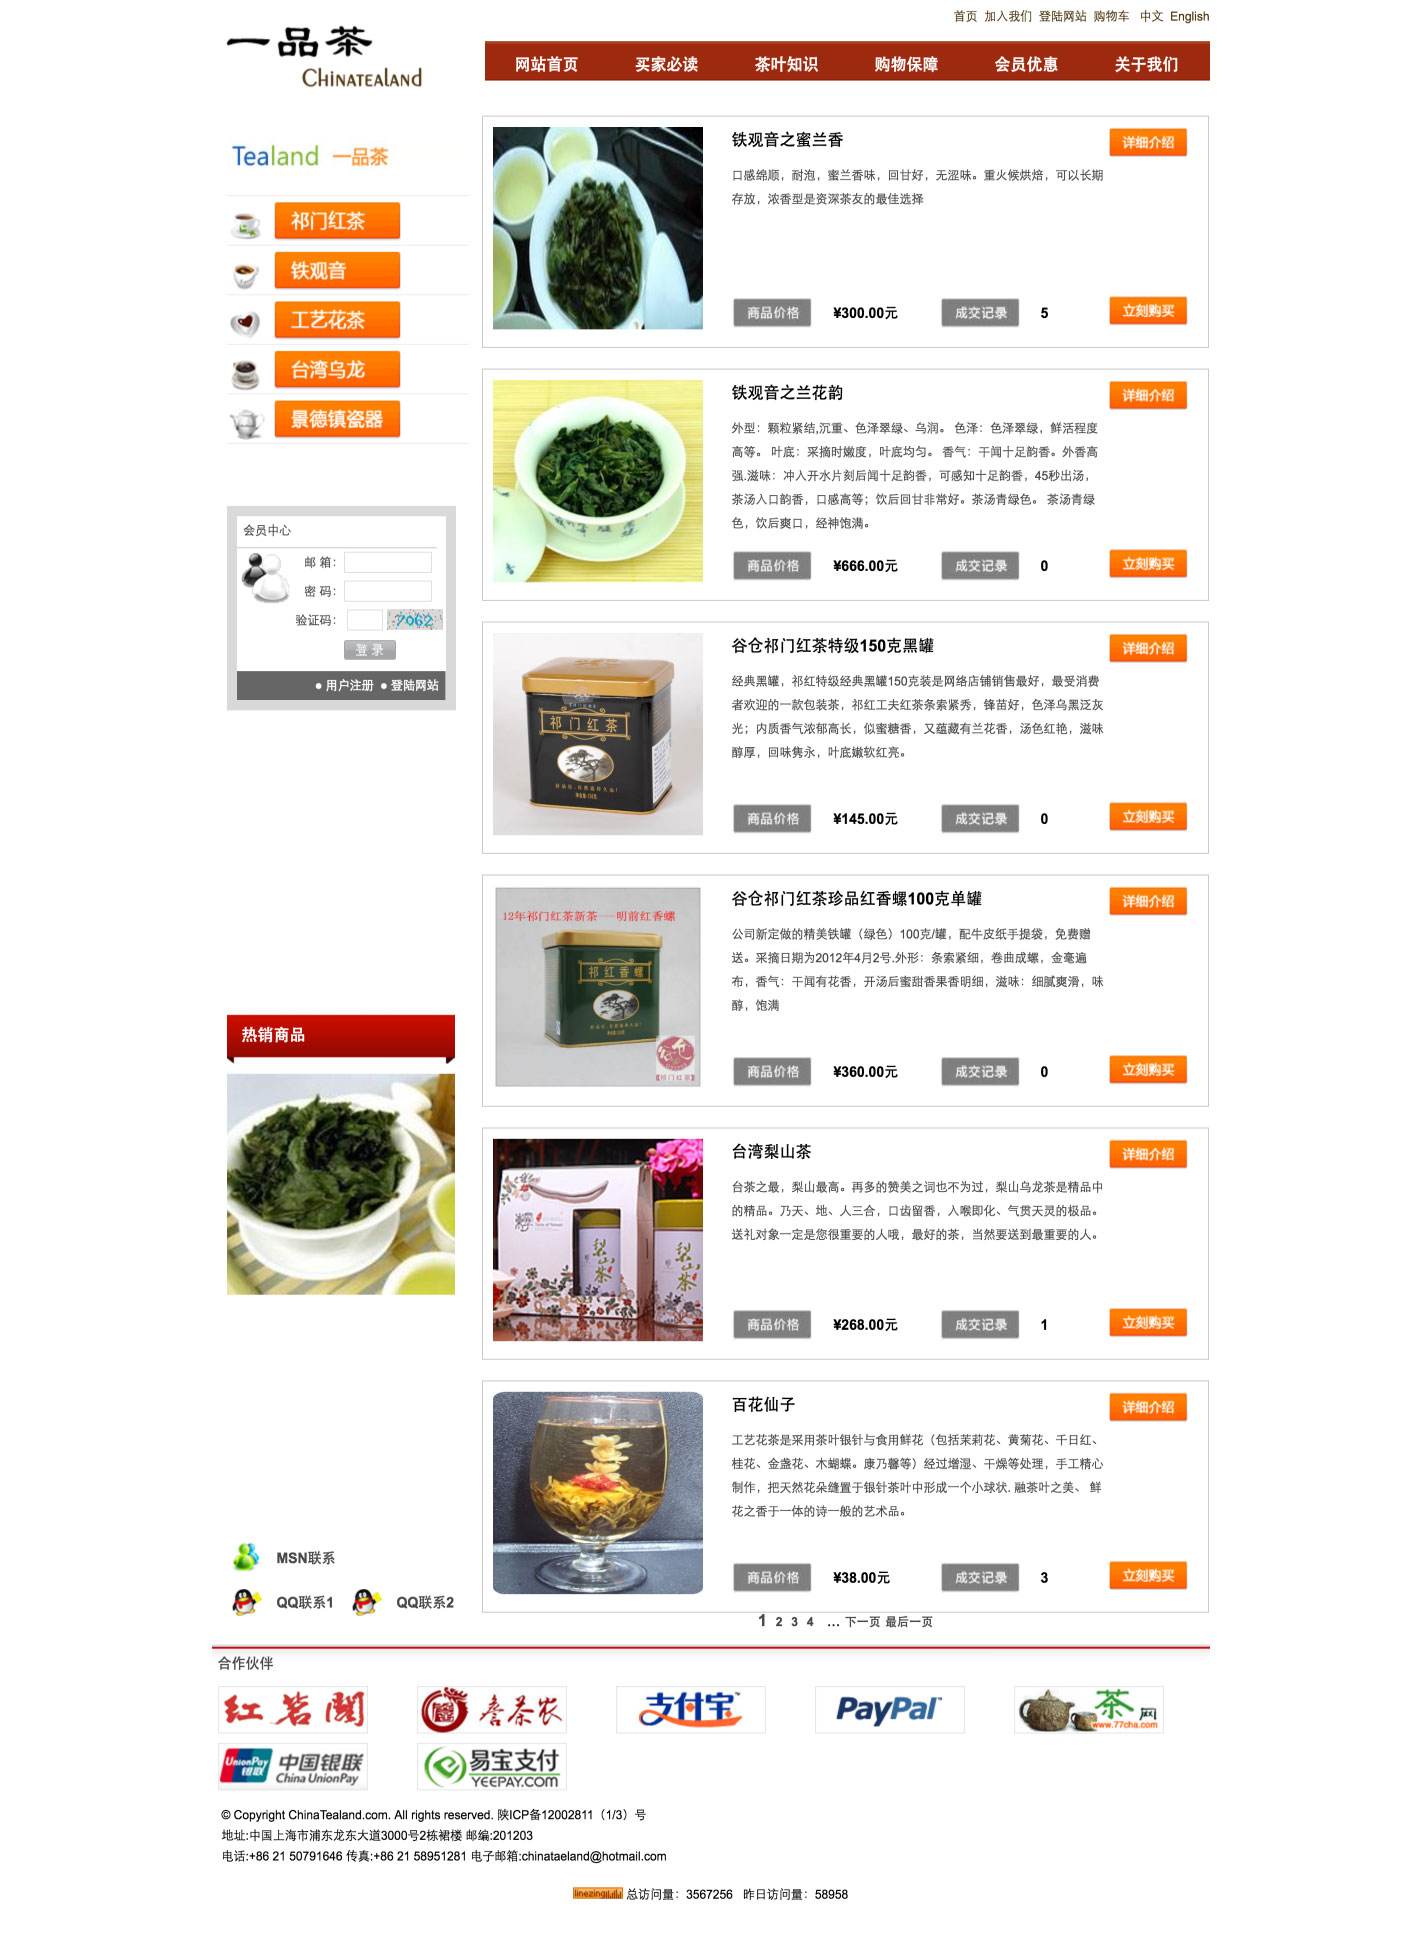 首页 加入我们 登陆网站 购物车 中文 English
一品茶
CHINATEALAND
网站首页 买家必读 茶叶知识 购物保障 会员优惠 关于我们
Tealand 一品茶
祁门红茶
铁观音
工艺花茶
台湾乌龙
景德镇瓷器
会员中心
邮 箱:
密 码:
验证码: 7062
登 录
● 用户注册 ● 登陆网站
热销商品
MSN联系
QQ联系1 QQ联系2
铁观音之蜜兰香
详细介绍
口感绵顺，耐泡，蜜兰香味，回甘好，无涩味。重火候烘焙，可以长期
存放，浓香型是资深茶友的最佳选择
商品价格 ¥300.00元 成交记录 5 立刻购买
铁观音之兰花韵
详细介绍
外型：颗粒紧结,沉重、色泽翠绿、乌润。 色泽：色泽翠绿，鲜活程度
高等。 叶底：采摘时嫩度，叶底均匀。 香气：干闻十足韵香。外香高
强.滋味：冲入开水片刻后闻十足韵香，可感知十足韵香，45秒出汤，
茶汤入口韵香，口感高等；饮后回甘非常好。茶汤青绿色。 茶汤青绿
色，饮后爽口，经神饱满。
商品价格 ¥666.00元 成交记录 0 立刻购买
祁门红茶
谷仓祁门红茶特级150克黑罐
详细介绍
经典黑罐，祁红特级经典黑罐150克装是网络店铺销售最好，最受消费
者欢迎的一款包装茶，祁红工夫红茶条索紧秀，锋苗好，色泽乌黑泛灰
光；内质香气浓郁高长，似蜜糖香，又蕴藏有兰花香，汤色红艳，滋味
醇厚，回味隽永，叶底嫩软红亮。
商品价格 ¥145.00元 成交记录 0 立刻购买
12年祁门红茶新茶---明前红香螺
祁红香螺
谷仓
祁门红茶
谷仓祁门红茶珍品红香螺100克单罐
详细介绍
公司新定做的精美铁罐（绿色）100克/罐，配牛皮纸手提袋，免费赠
送。采摘日期为2012年4月2号.外形：条索紧细，卷曲成螺，金毫遍
布，香气：干闻有花香，开汤后蜜甜香果香明细，滋味：细腻爽滑，味
醇，饱满
商品价格 ¥360.00元 成交记录 0 立刻购买
梨山茶
梨山茶
台湾梨山茶
详细介绍
台茶之最，梨山最高。再多的赞美之词也不为过，梨山乌龙茶是精品中
的精品。乃天、地、人三合，口齿留香，入喉即化、气贯天灵的极品。
送礼对象一定是您很重要的人哦，最好的茶，当然要送到最重要的人。
商品价格 ¥268.00元 成交记录 1 立刻购买
百花仙子
详细介绍
工艺花茶是采用茶叶银针与食用鲜花（包括茉莉花、黄菊花、千日红、
桂花、金盏花、木蝴蝶。康乃馨等）经过增湿、干燥等处理，手工精心
制作，把天然花朵缝置于银针茶叶中形成一个小球状. 融茶叶之美、 鲜
花之香于一体的诗一般的艺术品。
商品价格 ¥38.00元 成交记录 3 立刻购买
1 2 3 4 ... 下一页 最后一页
合作伙伴
红茗阁
茶农
支付宝™
PayPal™
茶网
www.77cha.com
UnionPay 银联 中国银联
China UnionPay
易宝支付
YEEPAY.COM
© Copyright ChinaTealand.com. All rights reserved. 陕ICP备12002811（1/3）号
地址:中国上海市浦东龙东大道3000号2栋裙楼 邮编:201203
电话:+86 21 50791646 传真:+86 21 58951281 电子邮箱:chinataeland@hotmail.com
linezing 总访问量：3567256 昨日访问量：58958